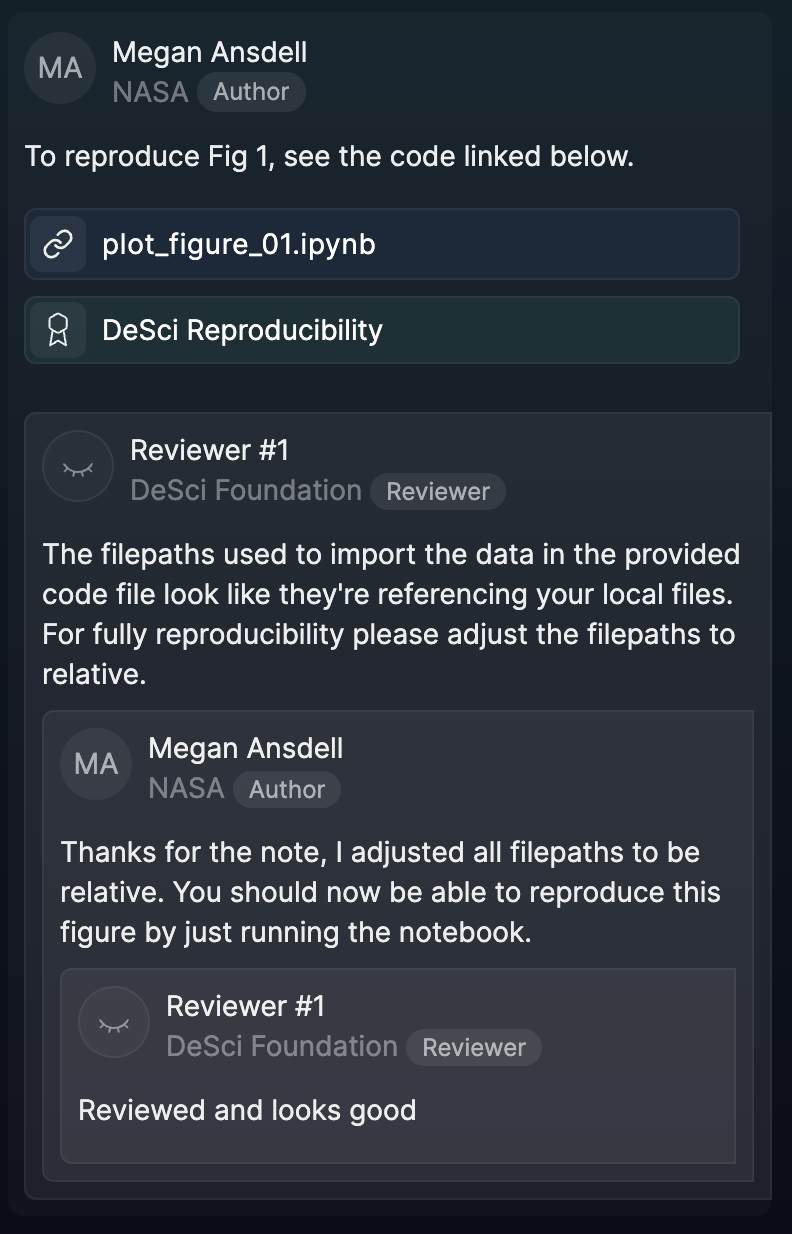 MA
Megan Ansdell
NASA Author
To reproduce Fig 1, see the code linked below.
plot_figure_01.ipynb
DeSci Reproducibility
Reviewer #1
DeSci Foundation Reviewer
The filepaths used to import the data in the provided
code file look like they're referencing your local files.
For fully reproducibility please adjust the filepaths to
relative.
MA
Megan Ansdell
NASA Author
Thanks for the note, I adjusted all filepaths to be
relative. You should now be able to reproduce this
figure by just running the notebook.
Reviewer #1
DeSci Foundation Reviewer
Reviewed and looks good